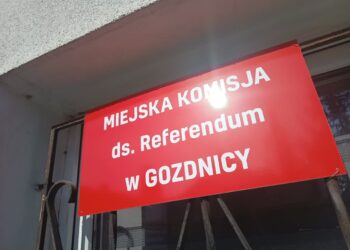 MIEJSKA KOMISJA
ds. Referendum
w GOZDNICY